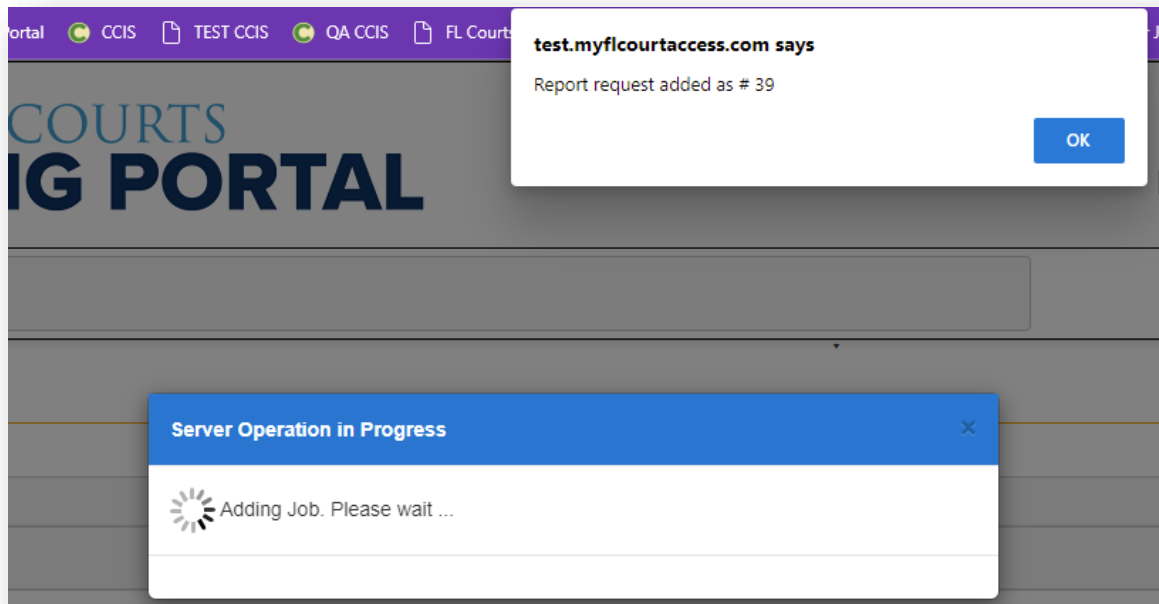 ortal CCIS TEST CCIS QA CCIS FL Courts
test.myflcourtaccess.com says
Report request added as # 39
OK
COURTS
G PORTAL
Server Operation in Progress ×
Adding Job. Please wait ...